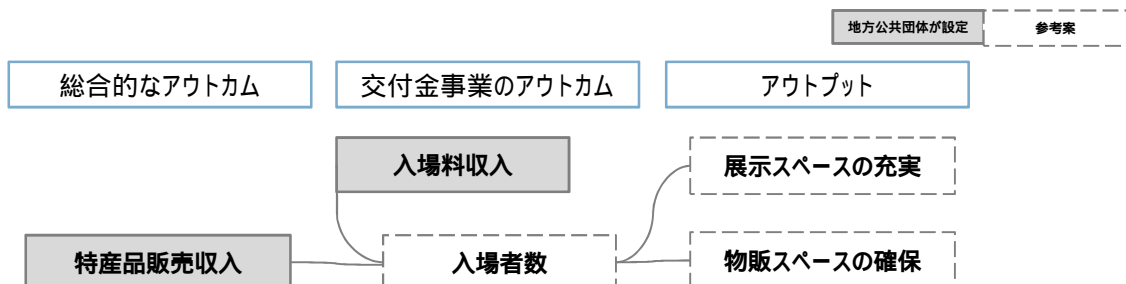 地方公共団体が設定
参考案
総合的なアウトカム
交付金事業のアウトカム
アウトプット
入場料収入
展示スペースの充実
特産品販売収入
入場者数
物販スペースの確保